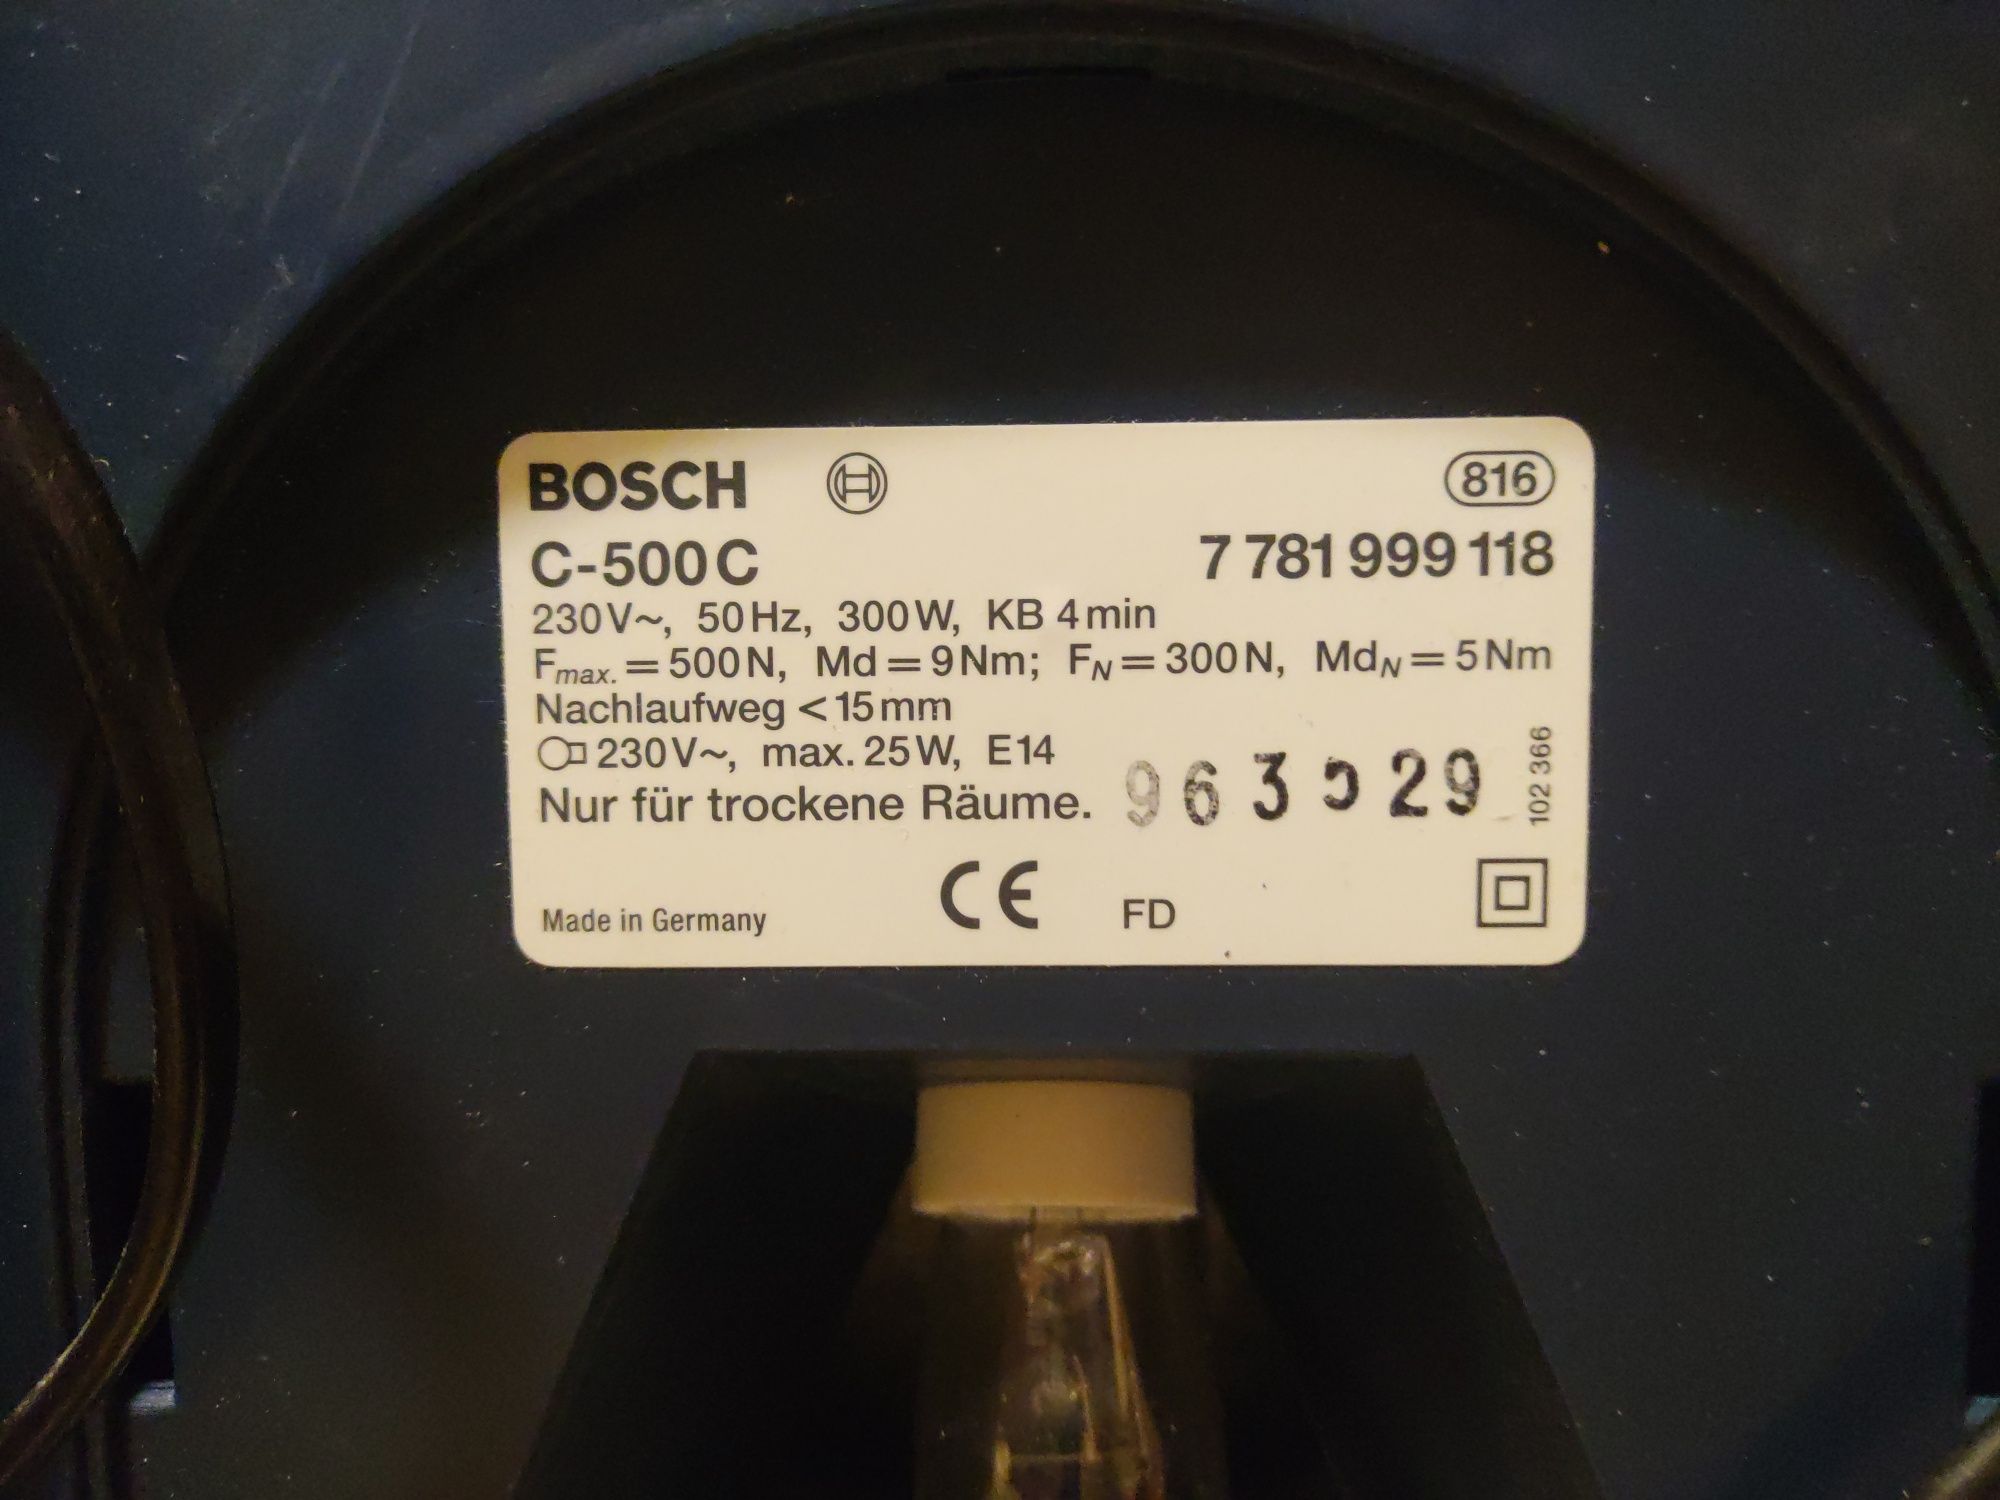 BOSCH 816
C-500C 7 781 999 118
230V~, 50Hz, 300W, KB 4min
Fmax. = 500N, Md = 9Nm; FN = 300N, MdN = 5Nm
Nachlaufweg < 15mm
230V~, max. 25W, E14
Nur für trockene Räume.
102 366
Made in Germany CE FD